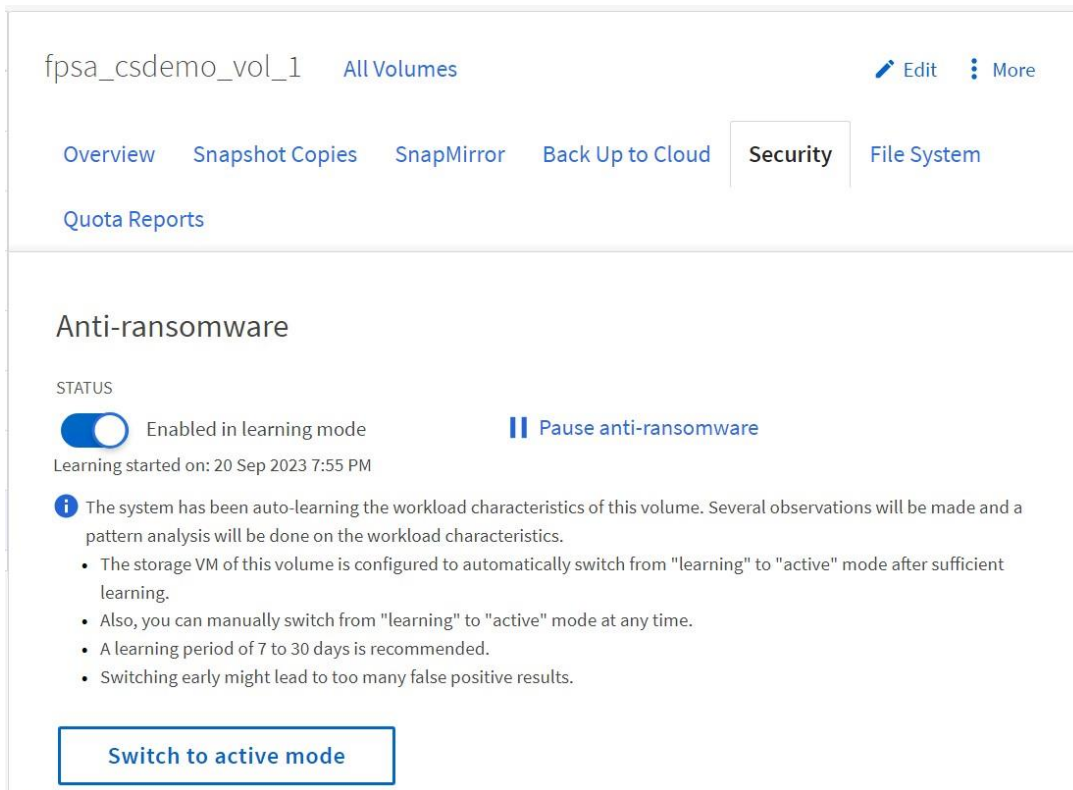 fpsa_csdemo_vol_1 All Volumes Edit More
Overview Snapshot Copies SnapMirror Back Up to Cloud Security File System
Quota Reports
Anti-ransomware
STATUS
Enabled in learning mode Pause anti-ransomware
Learning started on: 20 Sep 2023 7:55 PM
The system has been auto-learning the workload characteristics of this volume. Several observations will be made and a
pattern analysis will be done on the workload characteristics.
• The storage VM of this volume is configured to automatically switch from "learning" to "active" mode after sufficient
learning.
• Also, you can manually switch from "learning" to "active" mode at any time.
• A learning period of 7 to 30 days is recommended.
• Switching early might lead to too many false positive results.
Switch to active mode